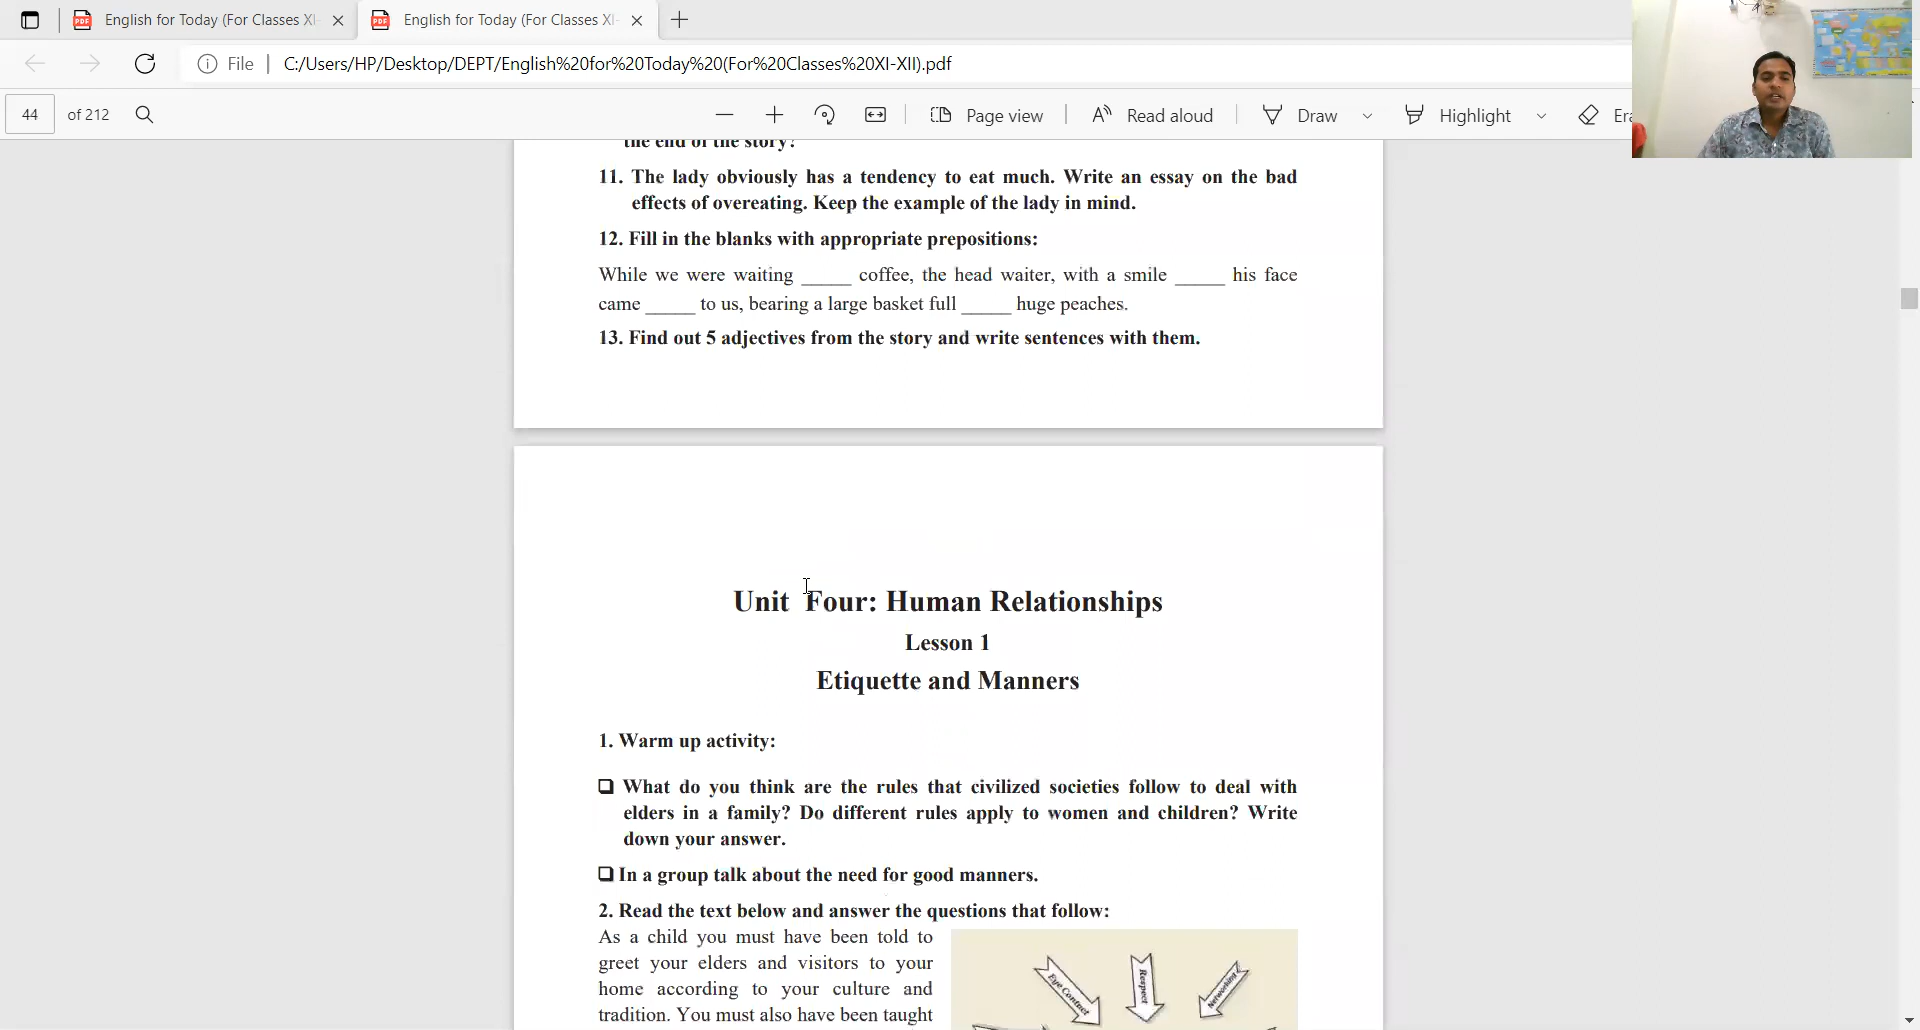 English for Today (For Classes XI-
English for Today (For Classes XI-
File
C:/Users/HP/Desktop/DEPT/English%20for%20Today%20(For%20Classes%20XI-XII).pdf
44 of 212
Page view
Read aloud
Draw
Highlight
Era
the end of the story?
11. The lady obviously has a tendency to eat much. Write an essay on the bad
effects of overeating. Keep the example of the lady in mind.
12. Fill in the blanks with appropriate prepositions:
While we were waiting _____ coffee, the head waiter, with a smile _____ his face
came _____ to us, bearing a large basket full _____ huge peaches.
13. Find out 5 adjectives from the story and write sentences with them.
Unit Four: Human Relationships
Lesson 1
Etiquette and Manners
1. Warm up activity:
❑ What do you think are the rules that civilized societies follow to deal with
elders in a family? Do different rules apply to women and children? Write
down your answer.
❑ In a group talk about the need for good manners.
2. Read the text below and answer the questions that follow:
As a child you must have been told to
greet your elders and visitors to your
home according to your culture and
tradition. You must also have been taught
Eye Contact
Respect
Networking